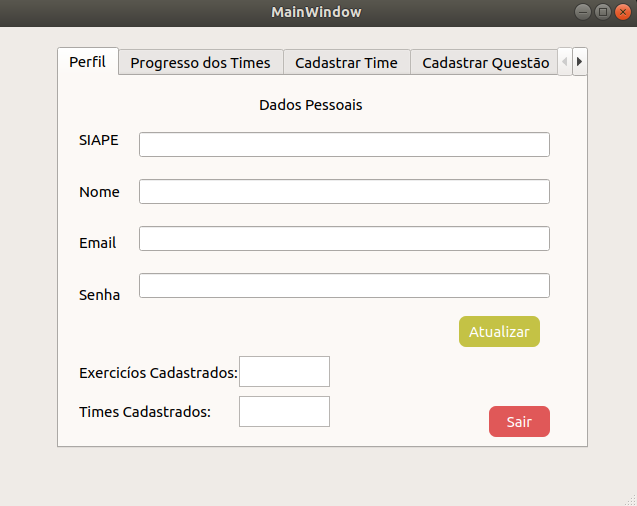 MainWindow
Perfil Progresso dos Times Cadastrar Time Cadastrar Questão
Dados Pessoais
SIAPE
Nome
Email
Senha
Atualizar
Exercicíos Cadastrados:
Times Cadastrados:
Sair